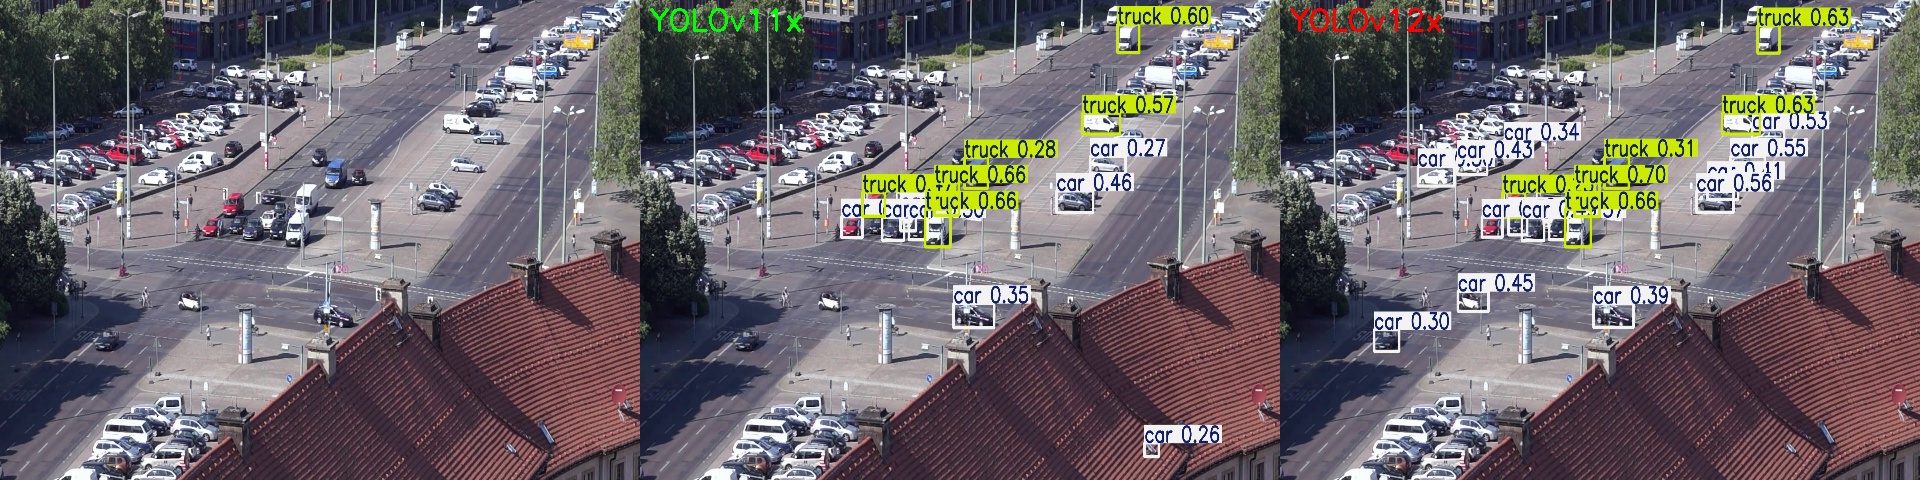 YOLOv11x
truck 0.60
truck 0.57
car 0.27
truck 0.28
truck 0.66
car 0.46
truck 0.66
car 0.35
car 0.26
YOLOv12x
truck 0.63
truck 0.63
0.53
car 0.34
car 0.43
car
truck 0.31
car 0.55
truck 0.70
car 0.56
truck 0.66
car 0.45
car 0.39
car 0.30